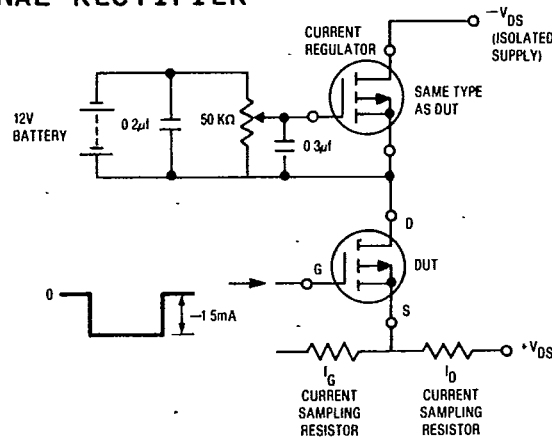 NAL RECTIFIER
CURRENT
REGULATOR
−VDS
(ISOLATED
SUPPLY)
SAME TYPE
AS DUT
12V
BATTERY
0 2µf
50 KΩ
0 3µf
D
G
DUT
S
0
−1 5mA
+VDS
IG
CURRENT
SAMPLING
RESISTOR
ID
CURRENT
SAMPLING
RESISTOR